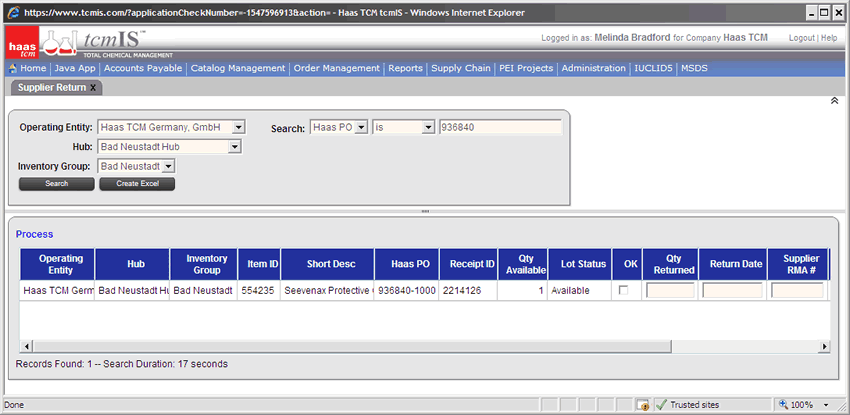 https://www.tcmis.com/?applicationCheckNumber=-1547596913&action= - Haas TCM tcmIS - Windows Internet Explorer
haas tcm
tcmIS™
TOTAL CHEMICAL MANAGEMENT
Logged in as: Melinda Bradford for Company Haas TCM
Logout | Help
Home | Java App | Accounts Payable | Catalog Management | Order Management | Reports | Supply Chain | PEI Projects | Administration | IUCLID5 | MSDS
Supplier Return X
Operating Entity: Haas TCM Germany, GmbH Search: Haas PO is 936840
Hub: Bad Neustadt Hub
Inventory Group: Bad Neustadt
Search Create Excel
Process
Operating Entity Hub Inventory Group Item ID Short Desc Haas PO Receipt ID Qty Available Lot Status OK Qty Returned Return Date Supplier RMA #
Haas TCM Germ Bad Neustadt Hu Bad Neustadt 554235 Seevenax Protective 936840-1000 2214126 1 Available
Records Found: 1 -- Search Duration: 17 seconds
Done Trusted sites 100%